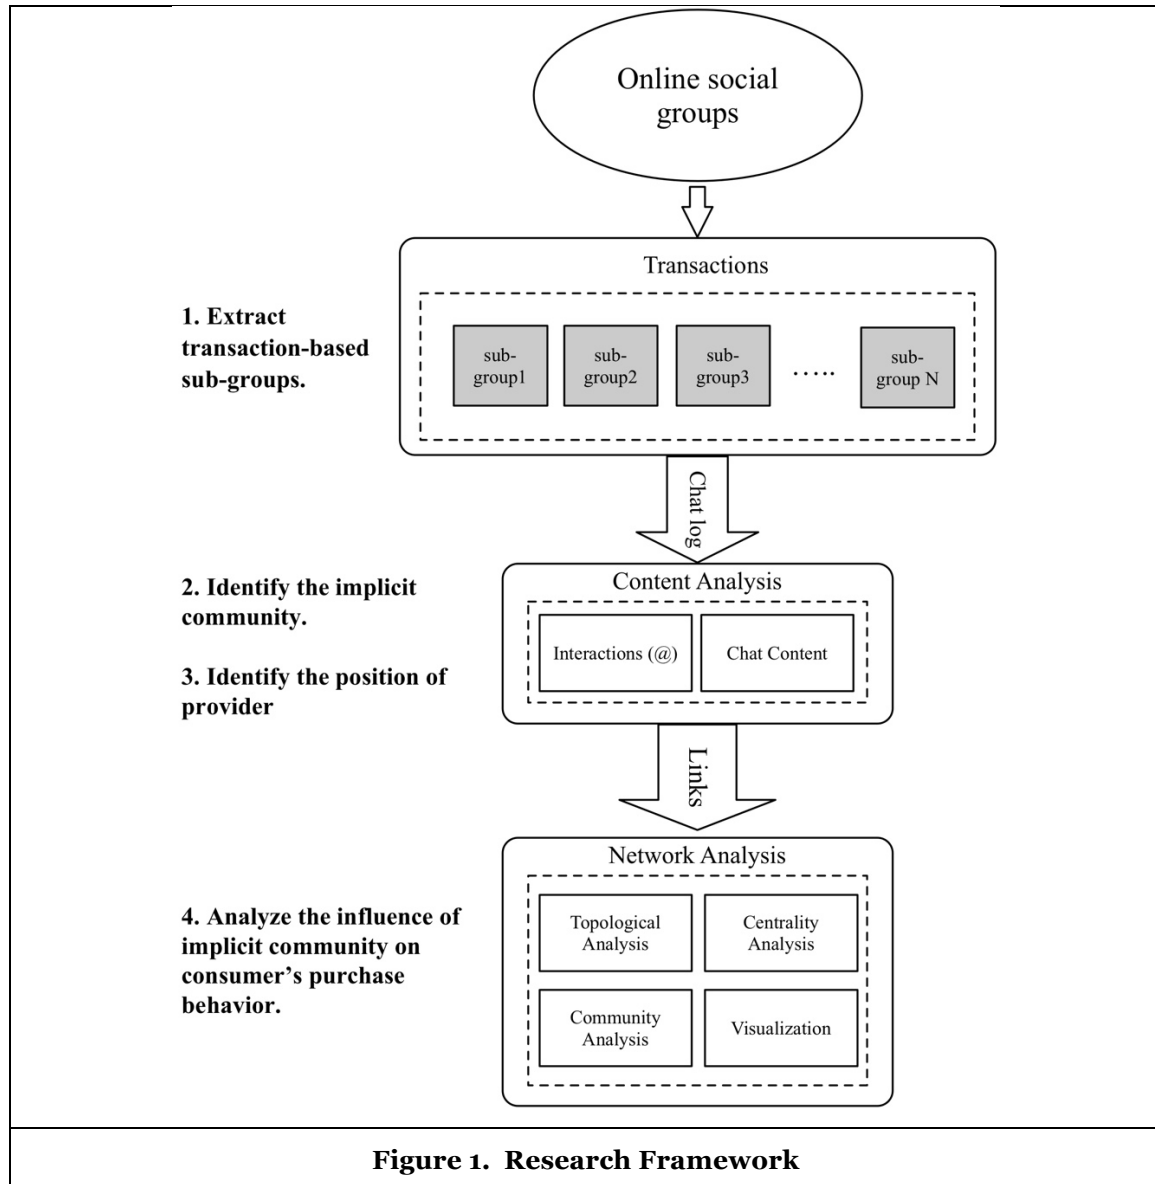 Online social
groups
Transactions
1. Extract
transaction-based
sub-groups.
sub-
group1
sub-
group2
sub-
group3
.....
sub-
group N
Chat log
2. Identify the implicit
community.
3. Identify the position of
provider
Content Analysis
Interactions (@)
Chat Content
Links
Network Analysis
4. Analyze the influence of
implicit community on
consumer’s purchase
behavior.
Topological
Analysis
Centrality
Analysis
Community
Analysis
Visualization
Figure 1. Research Framework